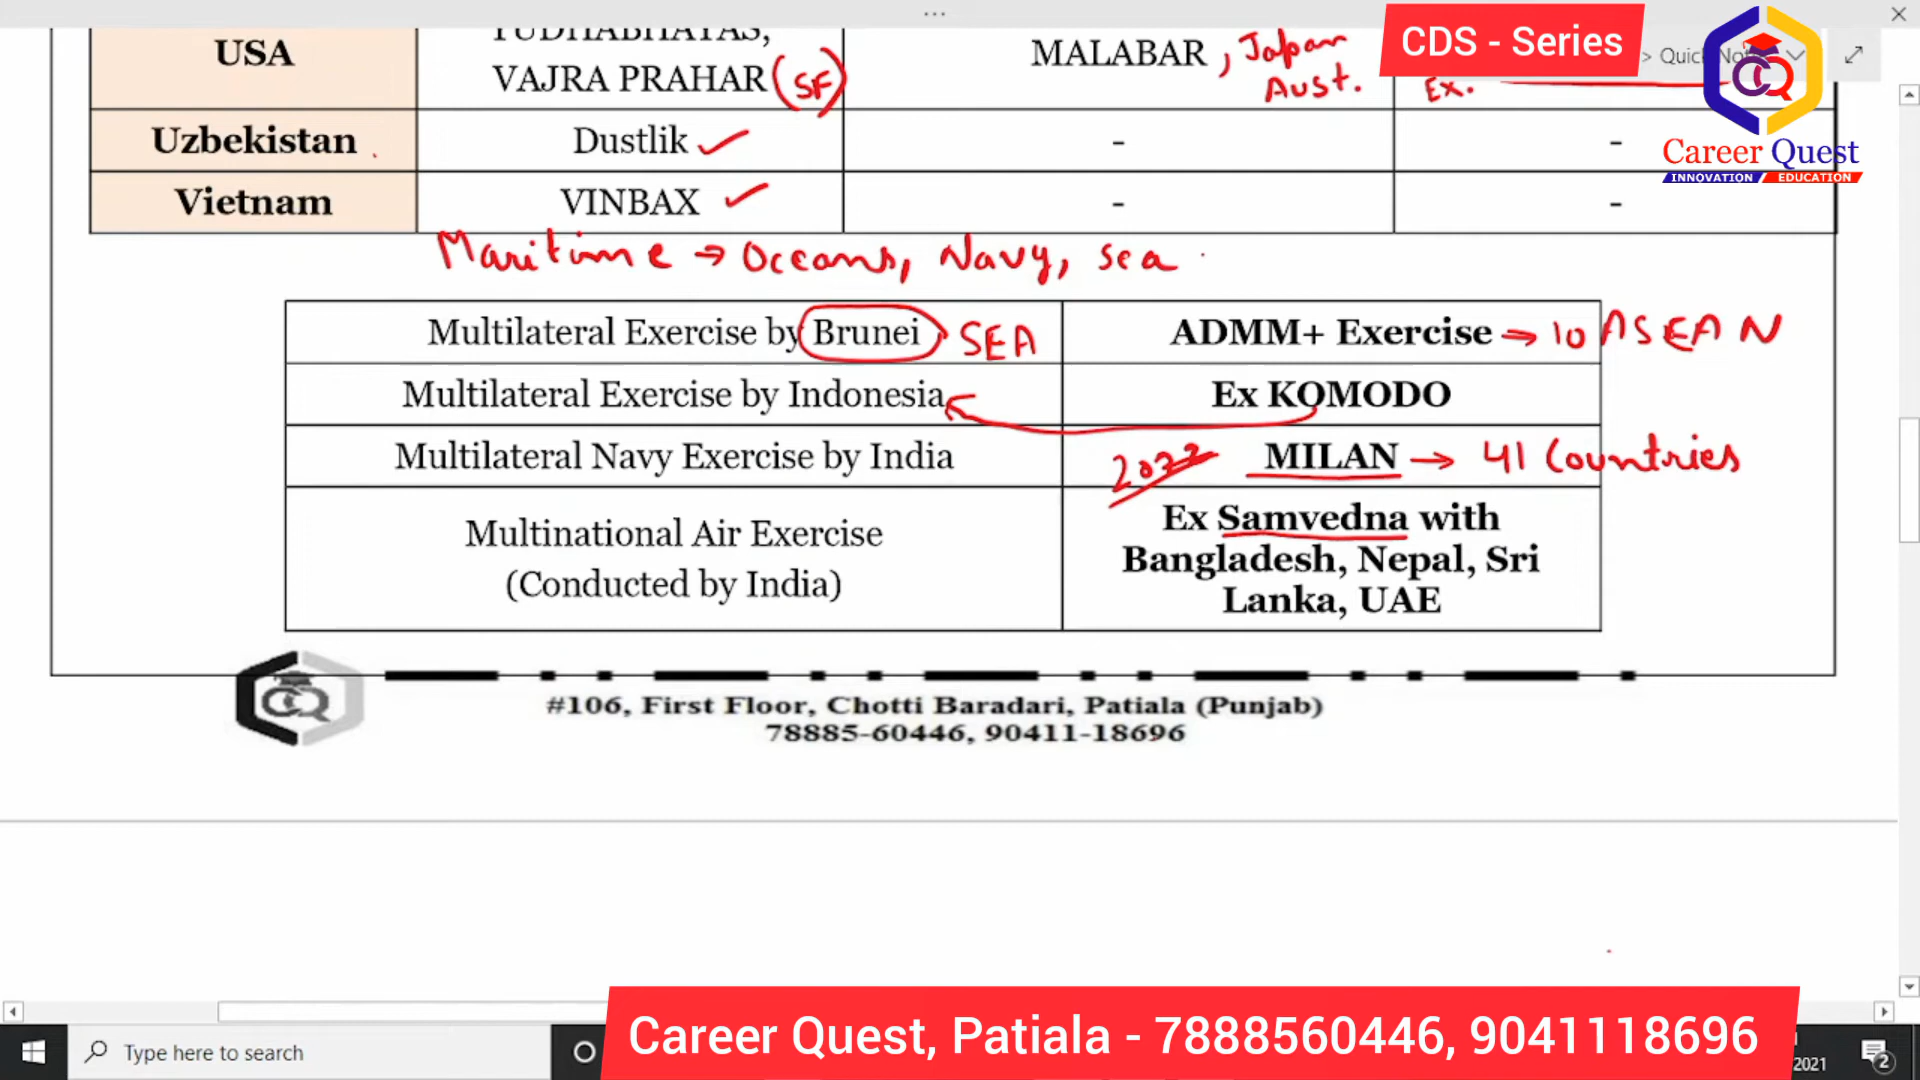 CDS - Series
USA
YUDHABHAYAS,
VAJRA PRAHAR (SF)
MALABAR , Japan
Aust.
Ex.
Career Quest
INNOVATION / EDUCATION
Uzbekistan
Dustlik
-
-
Vietnam
VINBAX
-
-
Maritime → Oceans, Navy, Sea
Multilateral Exercise by Brunei SEA
ADMM+ Exercise → 10 ASEAN
Multilateral Exercise by Indonesia
Ex KOMODO
Multilateral Navy Exercise by India
2022 MILAN → 41 Countries
Multinational Air Exercise
(Conducted by India)
Ex Samvedna with
Bangladesh, Nepal, Sri
Lanka, UAE
CQ
#106, First Floor, Chotti Baradari, Patiala (Punjab)
78885-60446, 90411-18696
Type here to search
Career Quest, Patiala - 7888560446, 9041118696
2021
2